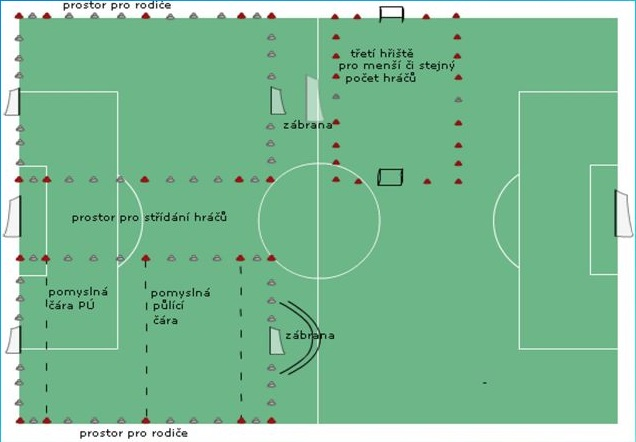 prostor pro rodiče
třetí hřiště
pro menší či stejný
počet hráčů
zábrana
prostor pro střídání hráčů
pomyslná
čára PÚ
pomyslná
půlící
čára
zábrana
prostor pro rodiče